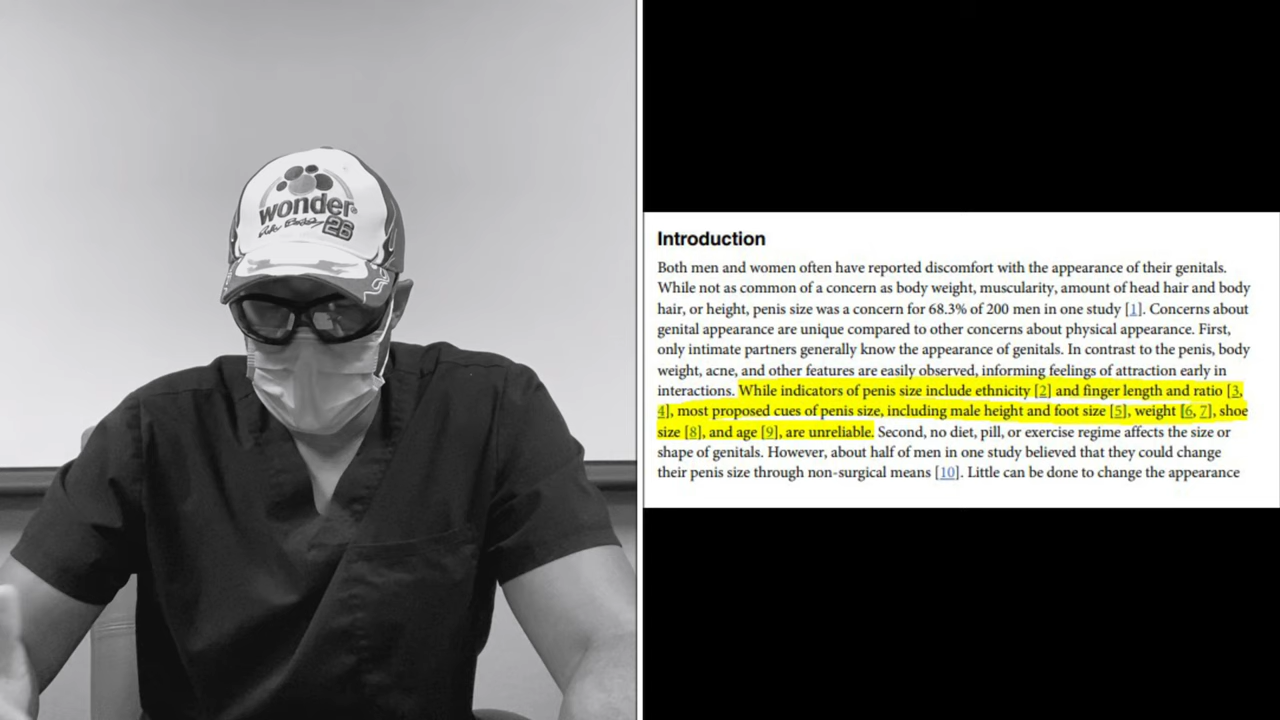 wonder
26
Introduction
Both men and women often have reported discomfort with the appearance of their genitals.
While not as common of a concern as body weight, muscularity, amount of head hair and body
hair, or height, penis size was a concern for 68.3% of 200 men in one study [1]. Concerns about
genital appearance are unique compared to other concerns about physical appearance. First,
only intimate partners generally know the appearance of genitals. In contrast to the penis, body
weight, acne, and other features are easily observed, informing feelings of attraction early in
interactions. While indicators of penis size include ethnicity [2] and finger length and ratio [3,
4], most proposed cues of penis size, including male height and foot size [5], weight [6, 7], shoe
size [8], and age [9], are unreliable. Second, no diet, pill, or exercise regime affects the size or
shape of genitals. However, about half of men in one study believed that they could change
their penis size through non-surgical means [10]. Little can be done to change the appearance